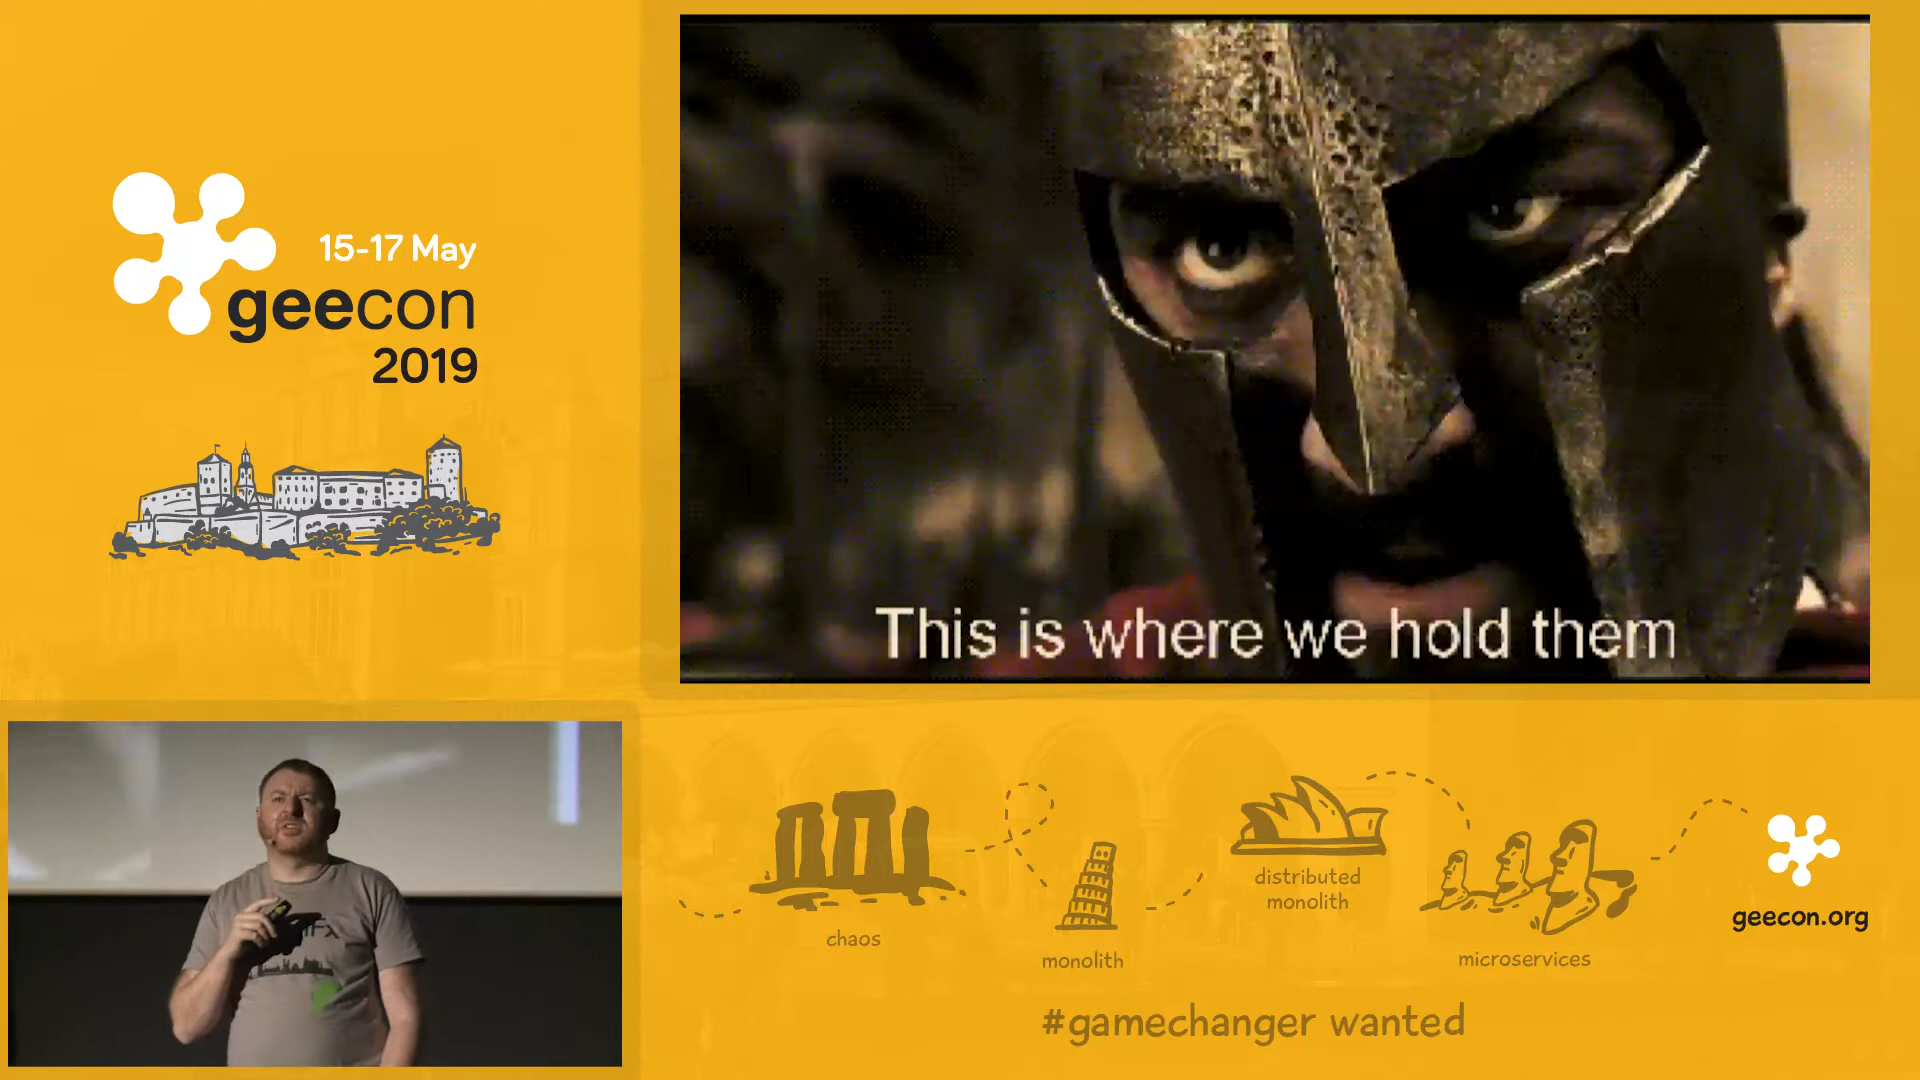 15-17 May
geecon
2019
This is where we hold them
chaos
monolith
distributed
monolith
microservices
geecon.org
#gamechanger wanted